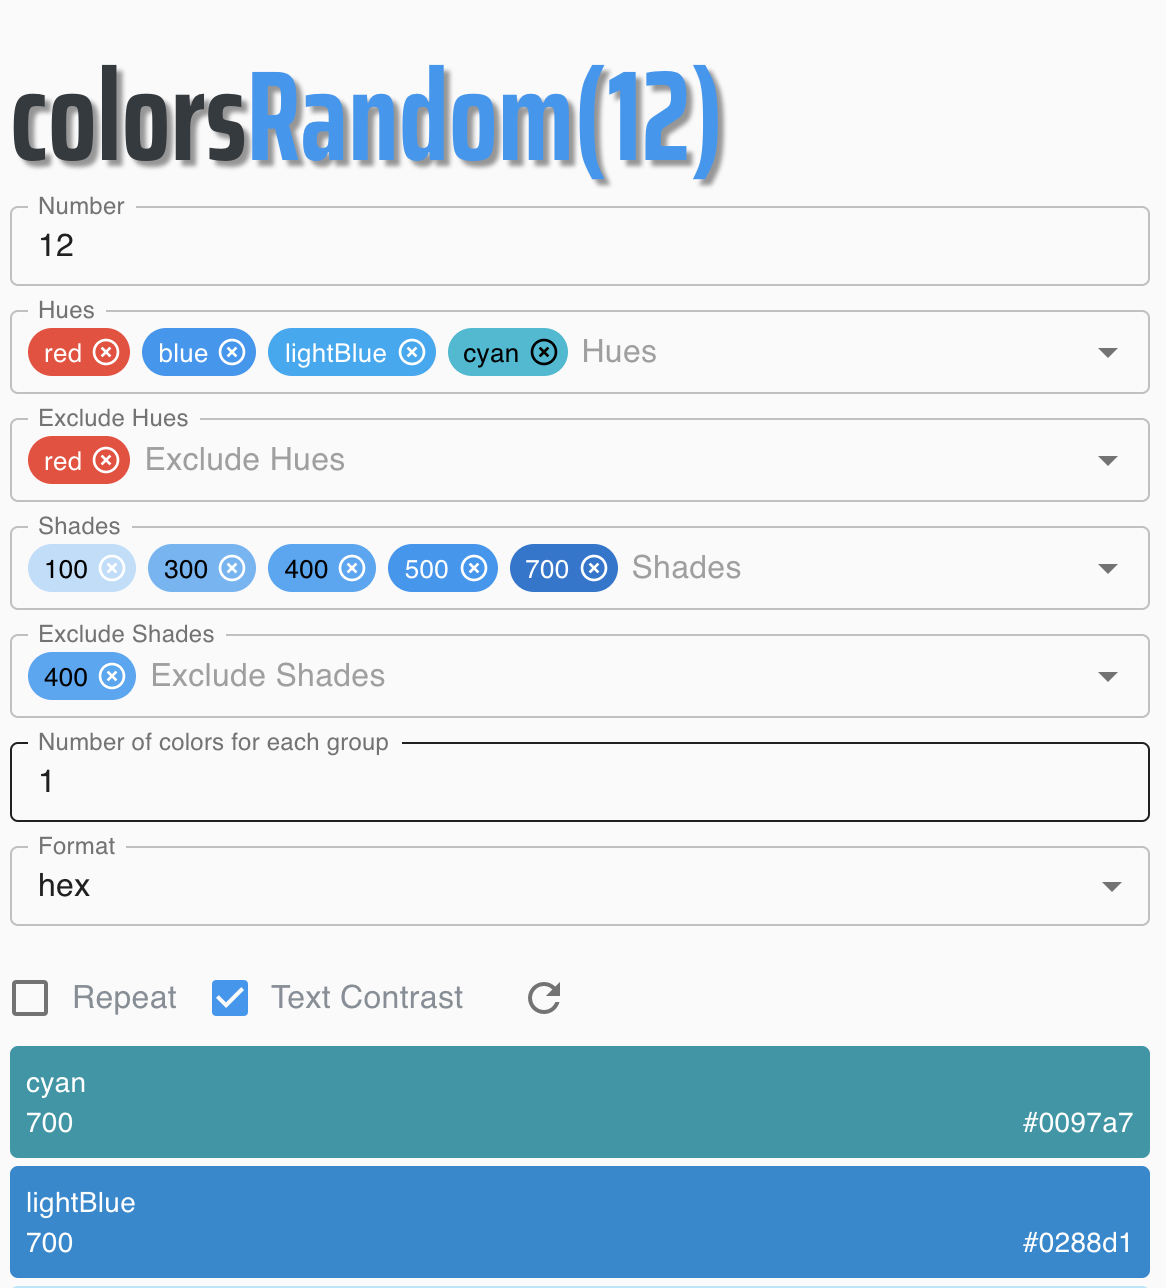 colorsRandom(12)
Number
12
Hues
red blue lightBlue cyan Hues
Exclude Hues
red Exclude Hues
Shades
100 300 400 500 700 Shades
Exclude Shades
400 Exclude Shades
Number of colors for each group
1
Format
hex
Repeat Text Contrast
cyan
700 #0097a7
lightBlue
700 #0288d1